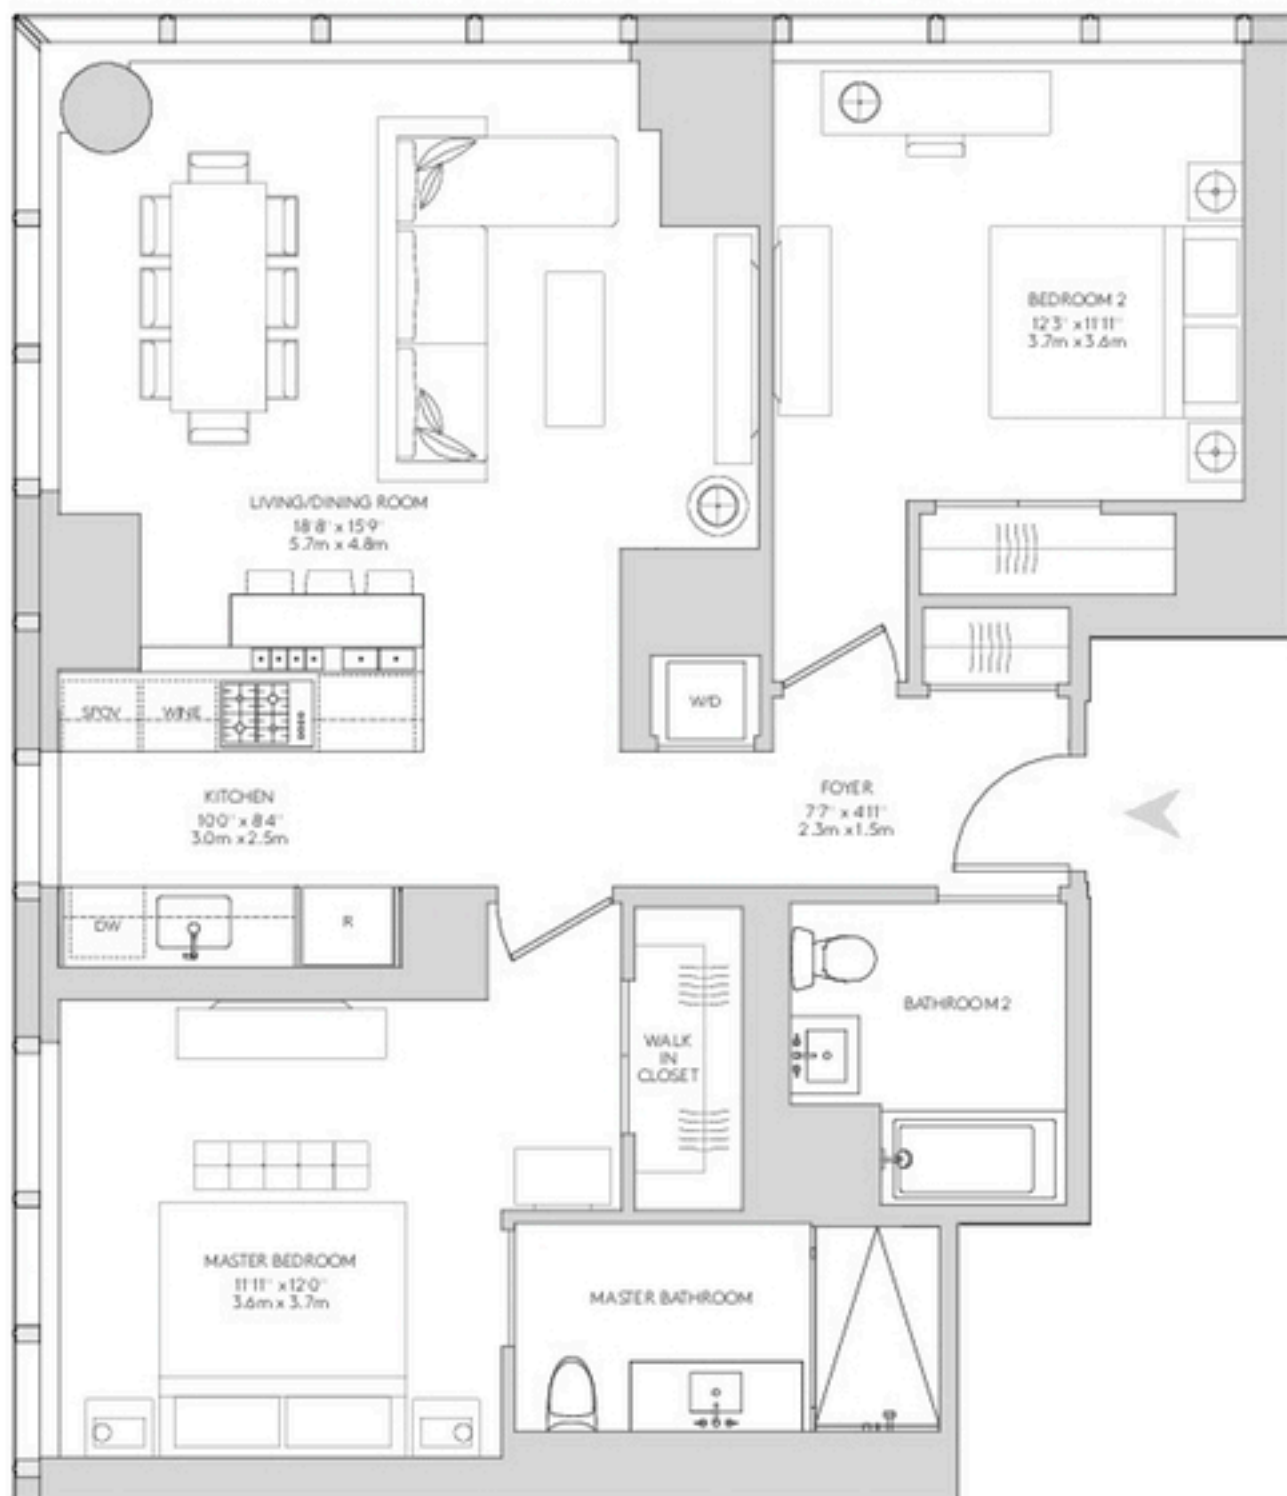 BEDROOM 2
12'3" x 11'11"
3.7m x 3.6m
LIVING/DINING ROOM
18'8" x 15'9"
5.7m x 4.8m
SPOV
WINE
W/D
KITCHEN
10'0" x 8'4"
3.0m x 2.5m
FOYER
7'7" x 4'11"
2.3m x 1.5m
DW
R
BATHROOM 2
WALK
IN
CLOSET
MASTER BEDROOM
11'11" x 12'0"
3.6m x 3.7m
MASTER BATHROOM